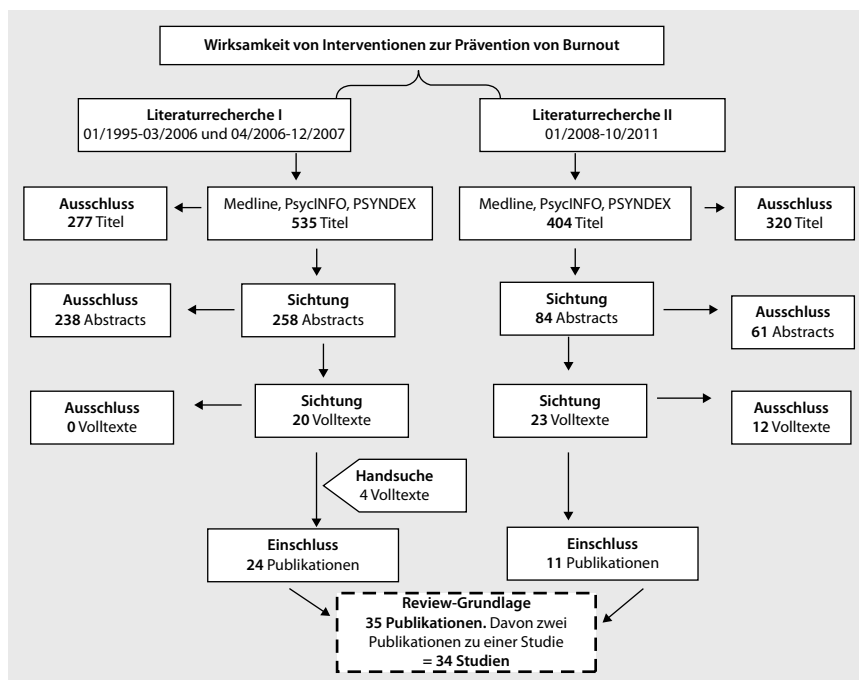 Wirksamkeit von Interventionen zur Prävention von Burnout
Literaturrecherche I
01/1995-03/2006 und 04/2006-12/2007
Literaturrecherche II
01/2008-10/2011
Ausschluss
277 Titel
Medline, PsycINFO, PSYNDEX
535 Titel
Medline, PsycINFO, PSYNDEX
404 Titel
Ausschluss
320 Titel
Ausschluss
238 Abstracts
Sichtung
258 Abstracts
Sichtung
84 Abstracts
Ausschluss
61 Abstracts
Ausschluss
0 Volltexte
Sichtung
20 Volltexte
Sichtung
23 Volltexte
Ausschluss
12 Volltexte
Handsuche
4 Volltexte
Einschluss
24 Publikationen
Einschluss
11 Publikationen
Review-Grundlage
35 Publikationen. Davon zwei
Publikationen zu einer Studie
= 34 Studien